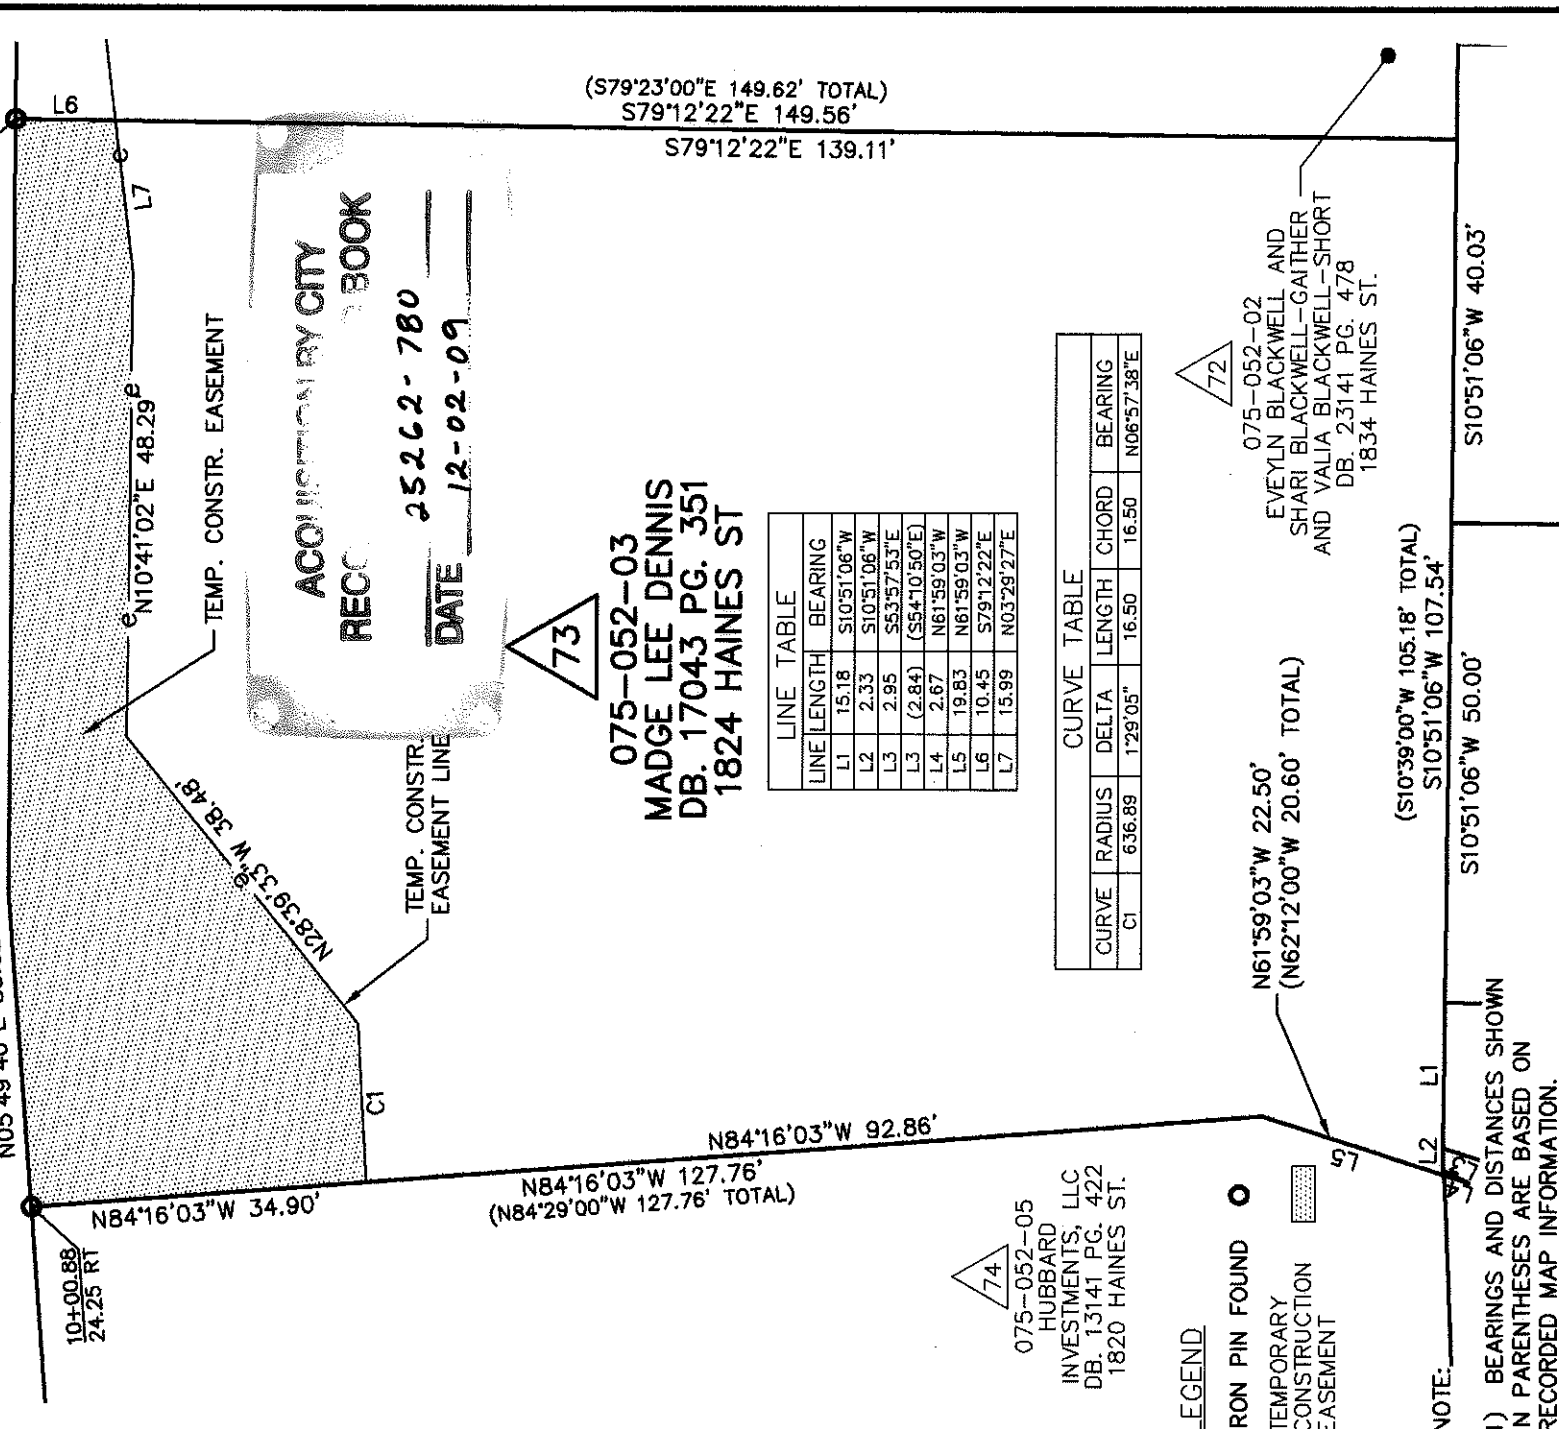 L6
(S79°23'00"E 149.62' TOTAL)
S79°12'22"E 149.56'
S79°12'22"E 139.11'
e
L7
e
N10°41'02"E 48.29'
e
TEMP. CONSTR. EASEMENT
ACQUISITION BY CITY
BOOK
25262-780
DATE 12-02-09
73
075-052-03
MADGE LEE DENNIS
DB. 17043 PG. 351
1824 HAINES ST
LINE TABLE
LINE LENGTH BEARING
L1 15.18 S10°51'06"W
L2 2.33 S10°51'06"W
L3 2.95 S53°57'53"E
L3 (2.84) (S54°10'50"E)
L4 2.67 N61°59'03"W
L5 19.83 N61°59'03"W
L6 10.45 S79°12'22"E
L7 15.99 N03°29'27"E
CURVE TABLE
CURVE RADIUS DELTA LENGTH CHORD BEARING
C1 636.89 1°29'05" 16.50 16.50 N06°57'38"E
72
075-052-02
EVEYLN BLACKWELL AND
SHARI BLACKWELL-GAITHER
AND VALIA BLACKWELL-SHORT
DB. 23141 PG. 478
1834 HAINES ST.
S10°51'06"W 40.03'
(S10°39'00"W 105.18' TOTAL)
S10°51'06"W 107.54'
S10°51'06"W 50.00'
N61°59'03"W 22.50'
(N62°12'00"W 20.60' TOTAL)
TEMP. CONSTR.
EASEMENT LINE
N28°39'33"W 38.48'
e
C1
N84°16'03"W 92.86'
N84°16'03"W 127.76'
(N84°29'00"W 127.76' TOTAL)
N84°16'03"W 34.90'
10+00.88
24.25 RT
L5
L2
L1
L3
74
075-052-05
HUBBARD
INVESTMENTS, LLC
DB. 13141 PG. 422
1820 HAINES ST.
EGEND
RON PIN FOUND
TEMPORARY
CONSTRUCTION
EASEMENT
NOTE:
) BEARINGS AND DISTANCES SHOWN
N PARENTHESES ARE BASED ON
RECORDED MAP INFORMATION.